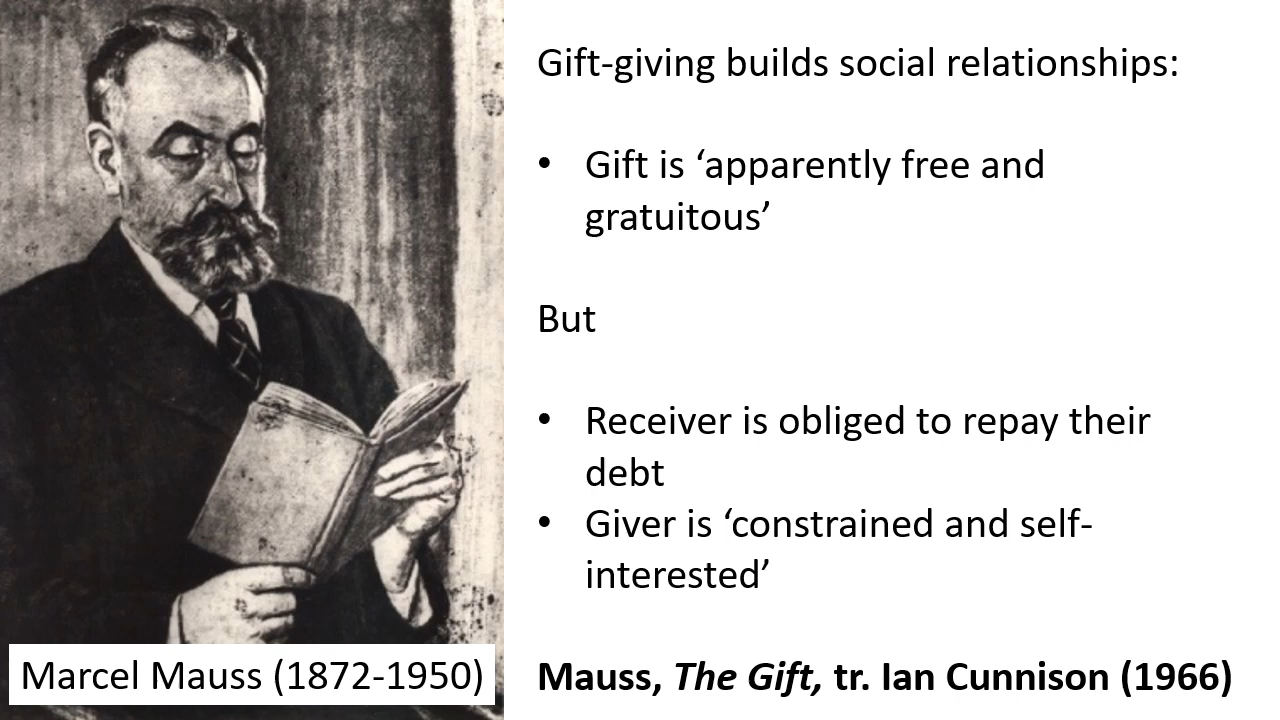 Gift-giving builds social relationships:
• Gift is ‘apparently free and
gratuitous’
But
• Receiver is obliged to repay their
debt
• Giver is ‘constrained and self-
interested’
Marcel Mauss (1872-1950)
Mauss, The Gift, tr. Ian Cunnison (1966)